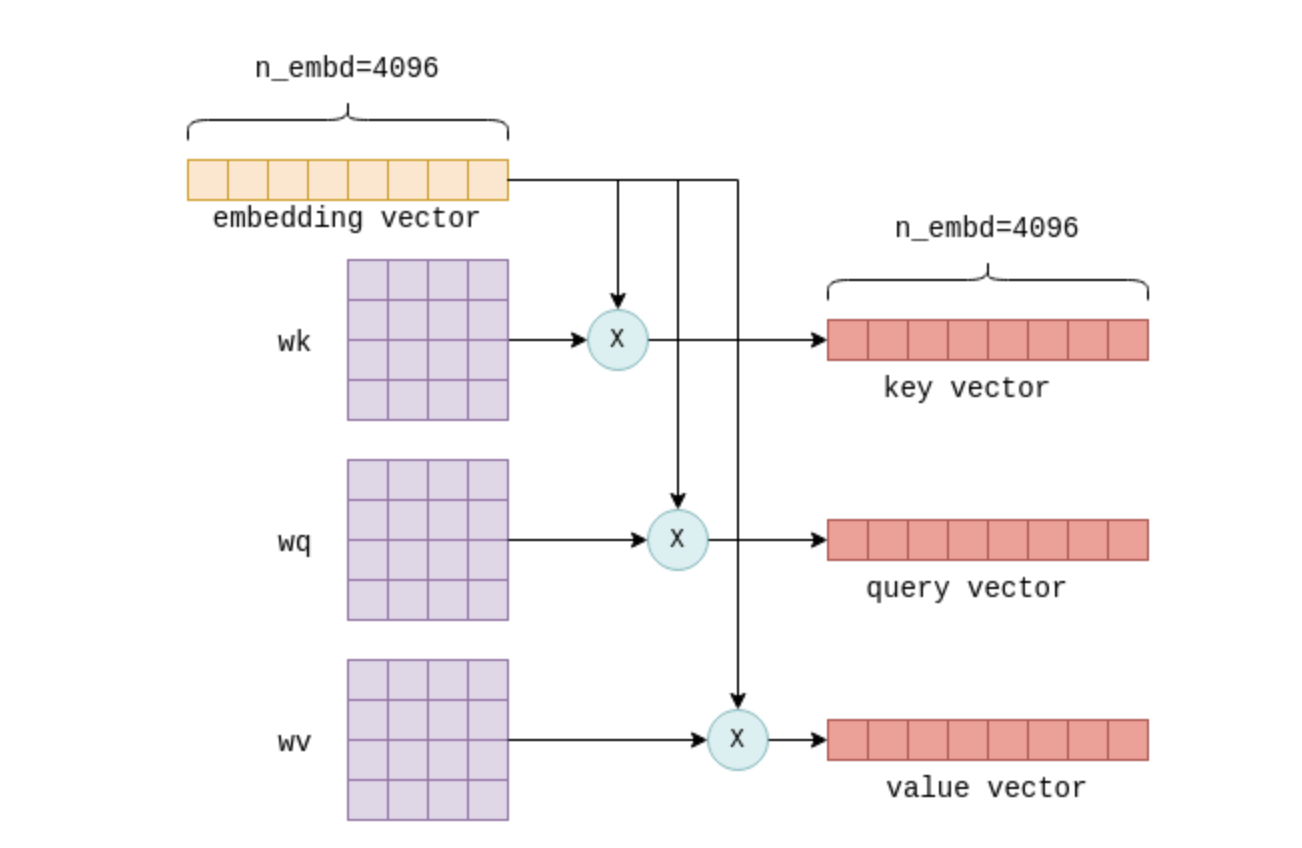 n_embd=4096
embedding vector
n_embd=4096
wk
X
key vector
wq
X
query vector
wv
X
value vector